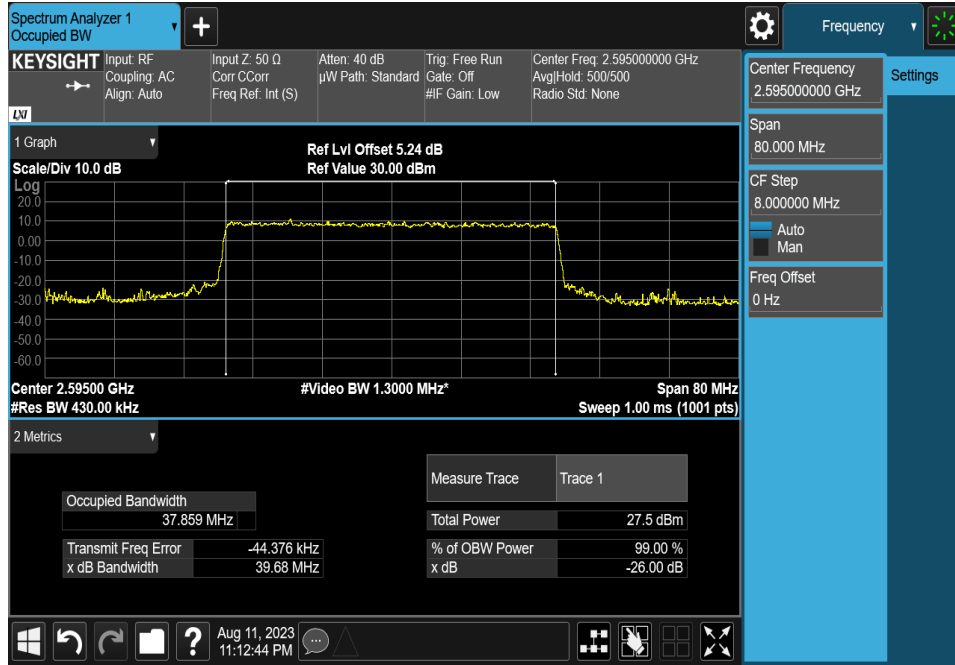 Spectrum Analyzer 1
Occupied BW
+
Frequency
KEYSIGHT
LXI
Input: RF
Coupling: AC
Align: Auto
Input Z: 50 Ω
Corr CCorr
Freq Ref: Int (S)
Atten: 40 dB
µW Path: Standard
Trig: Free Run
Gate: Off
#IF Gain: Low
Center Freq: 2.595000000 GHz
Avg|Hold: 500/500
Radio Std: None
Center Frequency
2.595000000 GHz
Settings
Span
80.000 MHz
CF Step
8.000000 MHz
Auto
Man
Freq Offset
0 Hz
1 Graph
Scale/Div 10.0 dB
Ref Lvl Offset 5.24 dB
Ref Value 30.00 dBm
Log
20.0
10.0
0.00
-10.0
-20.0
-30.0
-40.0
-50.0
-60.0
Center 2.59500 GHz
#Video BW 1.3000 MHz*
Span 80 MHz
#Res BW 430.00 kHz
Sweep 1.00 ms (1001 pts)
2 Metrics
Measure Trace Trace 1
Occupied Bandwidth
37.859 MHz
Total Power 27.5 dBm
Transmit Freq Error -44.376 kHz
% of OBW Power 99.00 %
x dB Bandwidth 39.68 MHz
x dB -26.00 dB
?
Aug 11, 2023
11:12:44 PM